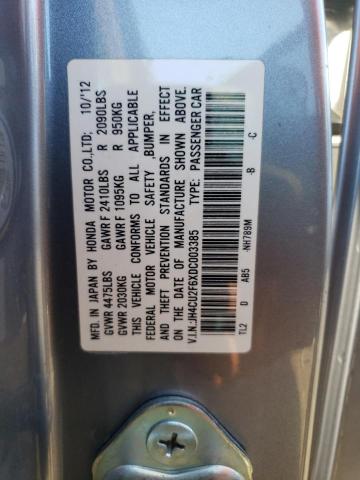 MFD. IN JAPAN BY HONDA MOTOR CO.,LTD; 10/'12
GVWR 4475LBS GAWR F 2410LBS R 2090LBS
GVWR 2030KG GAWR F 1095KG R 950KG
THIS VEHICLE CONFORMS TO ALL APPLICABLE
FEDERAL MOTOR VEHICLE SAFETY ,BUMPER,
AND THEFT PREVENTION STANDARDS IN EFFECT
ON THE DATE OF MANUFACTURE SHOWN ABOVE.
V.I.N:JH4CU2F6XDC003385 TYPE: PASSENGER CAR
TL2 D AB5 -NH789M -B -C